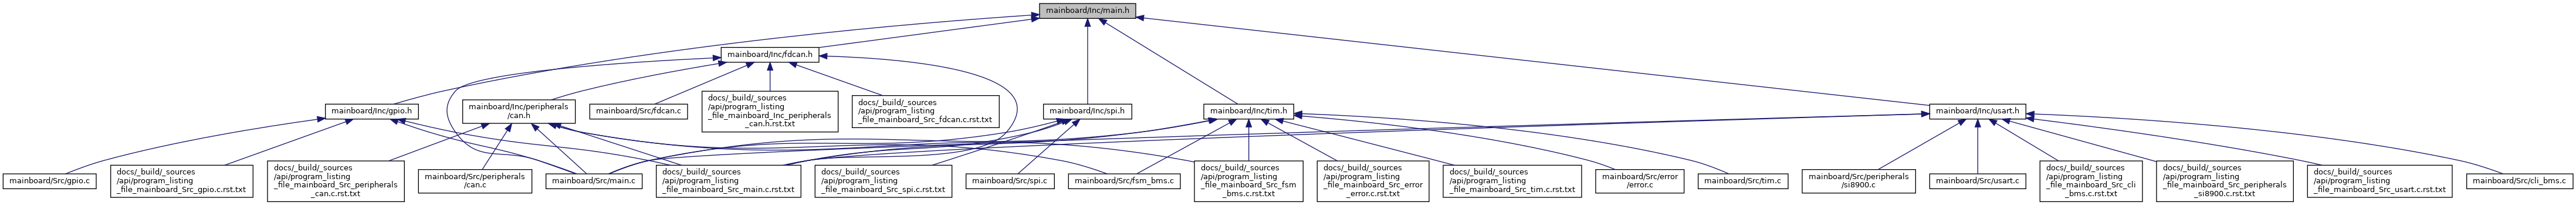 mainboard/Inc/main.h
mainboard/Inc/fdcan.h
mainboard/Inc/gpio.h
mainboard/Inc/peripherals
/can.h
mainboard/Src/fdcan.c
docs/_build/_sources
/api/program_listing
_file_mainboard_Inc_peripherals
_can.h.rst.txt
docs/_build/_sources
/api/program_listing
_file_mainboard_Src_fdcan.c.rst.txt
mainboard/Inc/spi.h
mainboard/Inc/tim.h
mainboard/Inc/usart.h
mainboard/Src/gpio.c
docs/_build/_sources
/api/program_listing
_file_mainboard_Src_gpio.c.rst.txt
docs/_build/_sources
/api/program_listing
_file_mainboard_Src_peripherals
_can.c.rst.txt
mainboard/Src/peripherals
/can.c
mainboard/Src/main.c
docs/_build/_sources
/api/program_listing
_file_mainboard_Src_main.c.rst.txt
docs/_build/_sources
/api/program_listing
_file_mainboard_Src_spi.c.rst.txt
mainboard/Src/spi.c
mainboard/Src/fsm_bms.c
docs/_build/_sources
/api/program_listing
_file_mainboard_Src_fsm
_bms.c.rst.txt
docs/_build/_sources
/api/program_listing
_file_mainboard_Src_error
_error.c.rst.txt
docs/_build/_sources
/api/program_listing
_file_mainboard_Src_tim.c.rst.txt
mainboard/Src/error
/error.c
mainboard/Src/tim.c
mainboard/Src/peripherals
/si8900.c
mainboard/Src/usart.c
docs/_build/_sources
/api/program_listing
_file_mainboard_Src_cli
_bms.c.rst.txt
docs/_build/_sources
/api/program_listing
_file_mainboard_Src_peripherals
_si8900.c.rst.txt
docs/_build/_sources
/api/program_listing
_file_mainboard_Src_usart.c.rst.txt
mainboard/Src/cli_bms.c